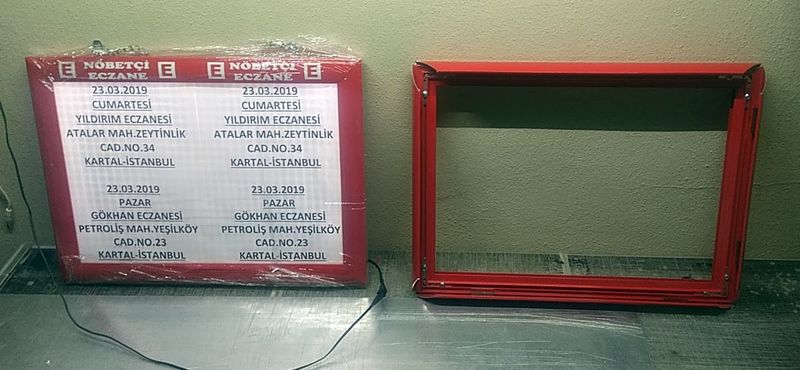 E NÖBETÇİ ECZANE E
23.03.2019
CUMARTESİ
YILDIRIM ECZANESİ
ATALAR MAH.ZEYTİNLİK
CAD.NO.34
KARTAL-İSTANBUL
23.03.2019
PAZAR
GÖKHAN ECZANESİ
PETROLİŞ MAH.YEŞİLKÖY
CAD.NO.23
KARTAL-İSTANBUL
E NÖBETÇİ ECZANE E
23.03.2019
CUMARTESİ
YILDIRIM ECZANESİ
ATALAR MAH.ZEYTİNLİK
CAD.NO.34
KARTAL-İSTANBUL
23.03.2019
PAZAR
GÖKHAN ECZANESİ
PETROLİŞ MAH.YEŞİLKÖY
CAD.NO.23
KARTAL-İSTANBUL